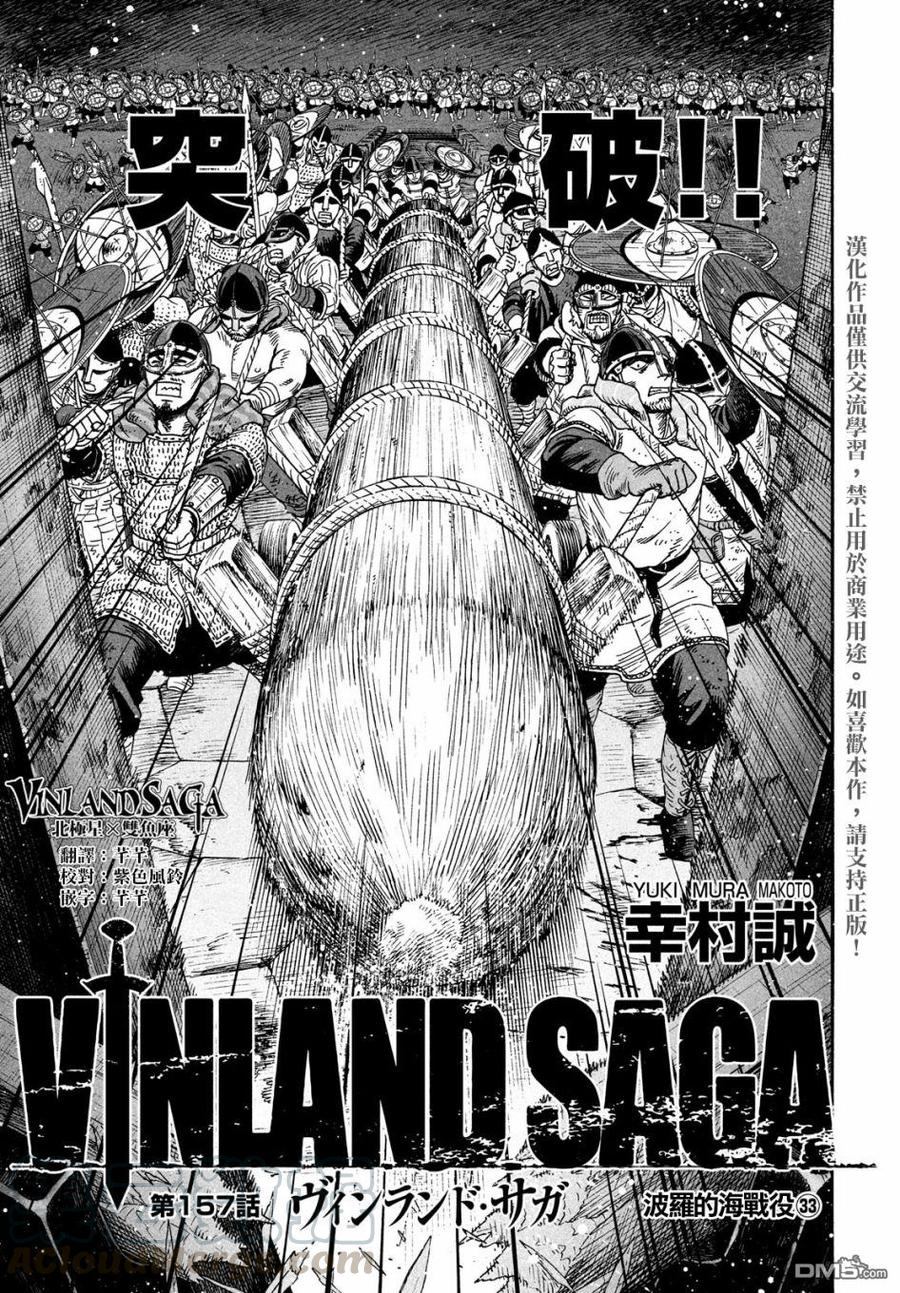 突破!!
漢化作品僅供交流學習，禁止用於商業用途。如喜歡本作，請支持正版！
VINLAND SAGA
北極星×雙魚座
翻譯：芊芊
校對：紫色風鈴
嵌字：芊芊
YUKI MURA MAKOTO
幸村誠
VINLAND SAGA
第157話 ヴィンランド・サガ 波羅的海戰役㉝
AcloudMerge.com
DM5.com